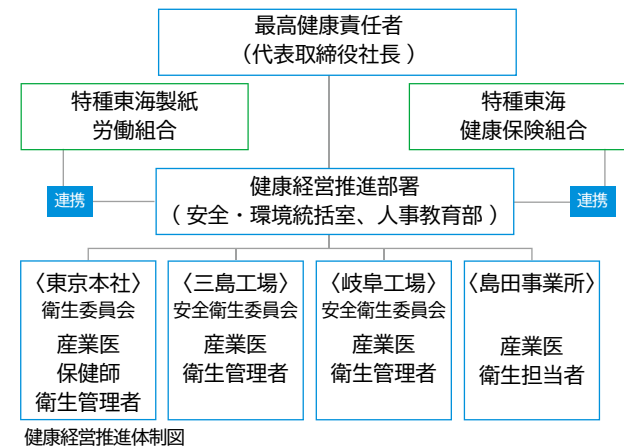 最高健康責任者
（代表取締役社長 ）
特種東海製紙
労働組合
特種東海
健康保険組合
連携
健康経営推進部署
（ 安全・環境統括室、人事教育部 ）
連携
〈東京本社〉
衛生委員会
産業医
保健師
衛生管理者
〈三島工場〉
安全衛生委員会
産業医
衛生管理者
〈岐阜工場〉
安全衛生委員会
産業医
衛生管理者
〈島田事業所〉
産業医
衛生担当者
健康経営推進体制図